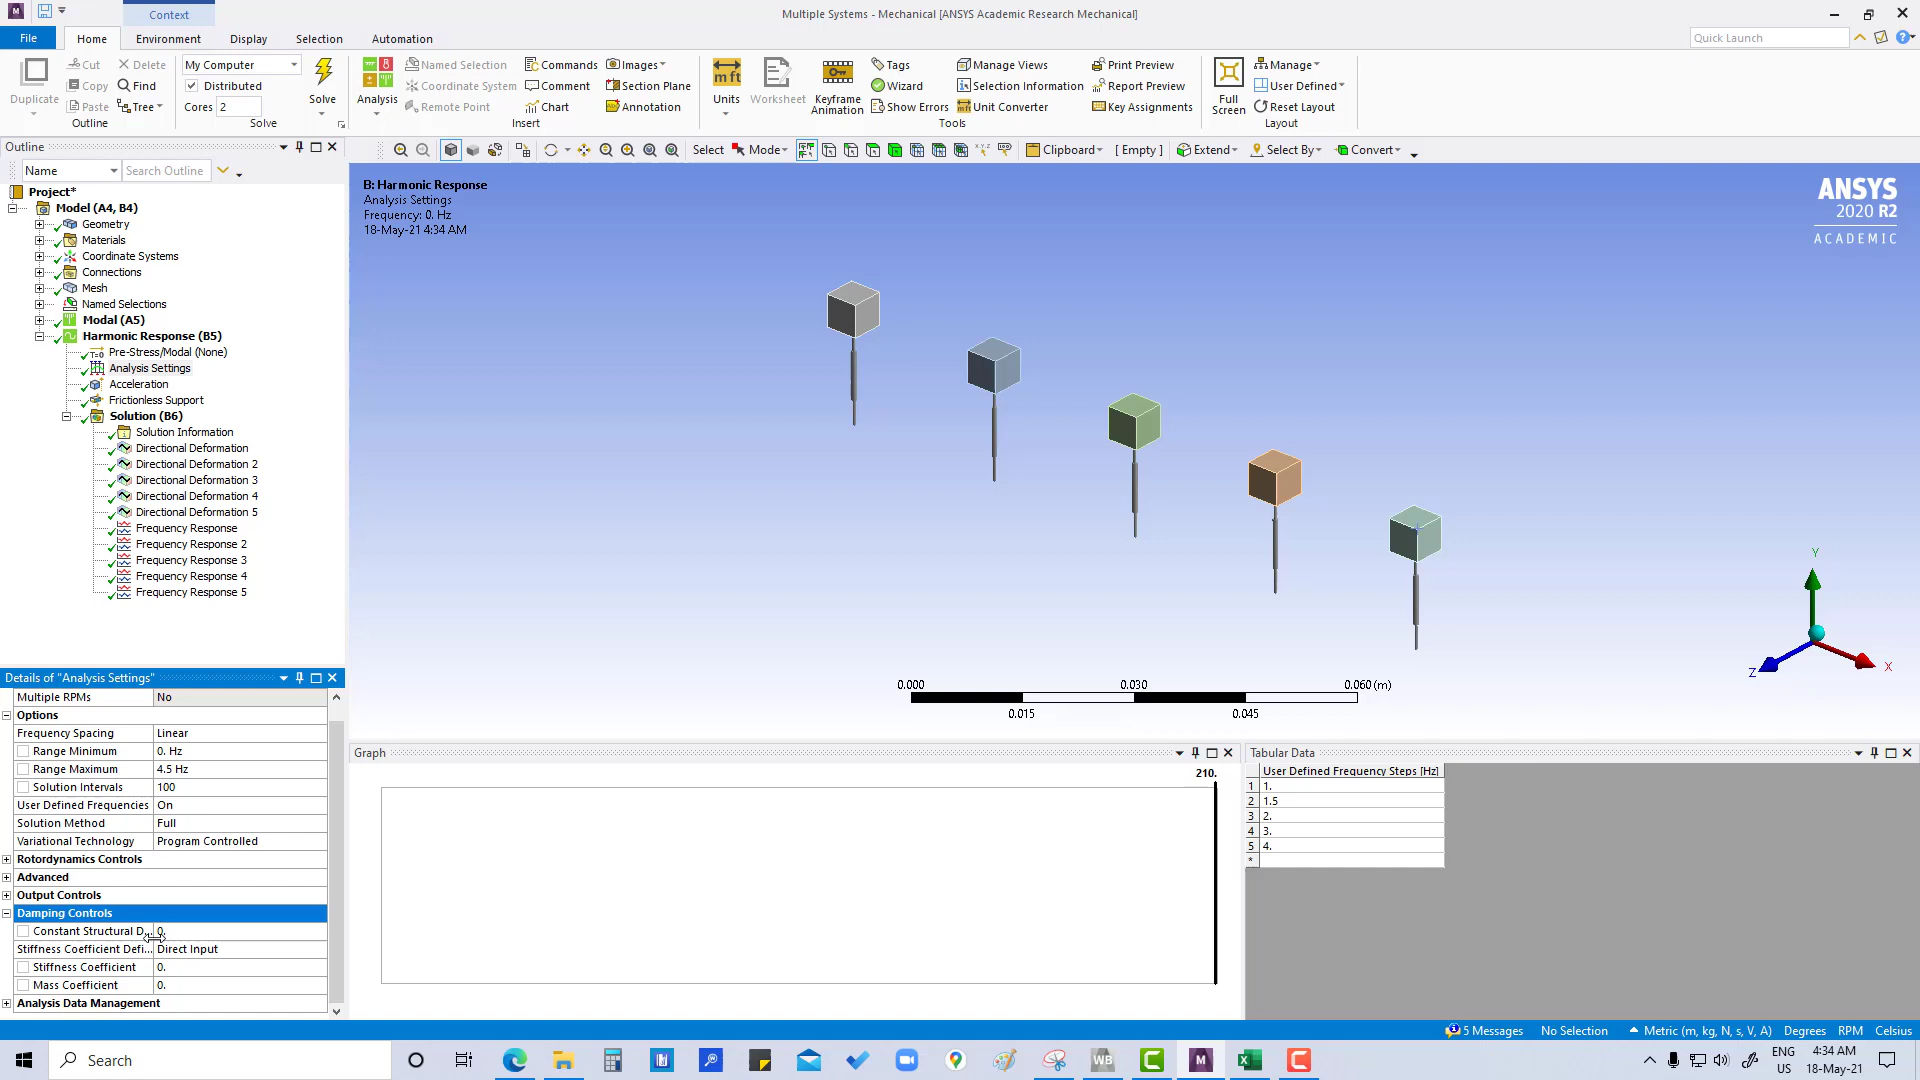 Context
Multiple Systems - Mechanical [ANSYS Academic Research Mechanical]
File
Home
Environment
Display
Selection
Automation
Quick Launch
Duplicate
Cut
Delete
Copy
Find
Paste
Tree
Outline
My Computer
Distributed
Cores 2
Solve
Solve
Analysis
Named Selection
Coordinate System
Remote Point
Commands
Comment
Chart
Images
Section Plane
Annotation
Insert
Units
Worksheet
Keyframe
Animation
Tags
Wizard
Show Errors
Manage Views
Selection Information
Unit Converter
Print Preview
Report Preview
Key Assignments
Tools
Full
Screen
Manage
User Defined
Reset Layout
Layout
Outline
Name
Search Outline
Select
Mode
Clipboard
[ Empty ]
Extend
Select By
Convert
Project*
Model (A4, B4)
Geometry
Materials
Coordinate Systems
Connections
Mesh
Named Selections
Modal (A5)
Harmonic Response (B5)
Pre-Stress/Modal (None)
Analysis Settings
Acceleration
Frictionless Support
Solution (B6)
Solution Information
Directional Deformation
Directional Deformation 2
Directional Deformation 3
Directional Deformation 4
Directional Deformation 5
Frequency Response
Frequency Response 2
Frequency Response 3
Frequency Response 4
Frequency Response 5
B: Harmonic Response
Analysis Settings
Frequency: 0. Hz
18-May-21 4:34 AM
ANSYS
2020 R2
ACADEMIC
Y
X
Z
0.000
0.030
0.060 (m)
0.015
0.045
Details of "Analysis Settings"
Multiple RPMs No
Options
Frequency Spacing Linear
Range Minimum 0. Hz
Range Maximum 4.5 Hz
Solution Intervals 100
User Defined Frequencies On
Solution Method Full
Variational Technology Program Controlled
Rotordynamics Controls
Advanced
Output Controls
Damping Controls
Constant Structural D... 0.
Stiffness Coefficient Defi... Direct Input
Stiffness Coefficient 0.
Mass Coefficient 0.
Analysis Data Management
Graph
210.
Tabular Data
User Defined Frequency Steps [Hz]
1 1.
2 1.5
3 2.
4 3.
5 4.
*
5 Messages
No Selection
Metric (m, kg, N, s, V, A)
Degrees
RPM
Celsius
Search
WB
M
ENG
US
4:34 AM
18-May-21